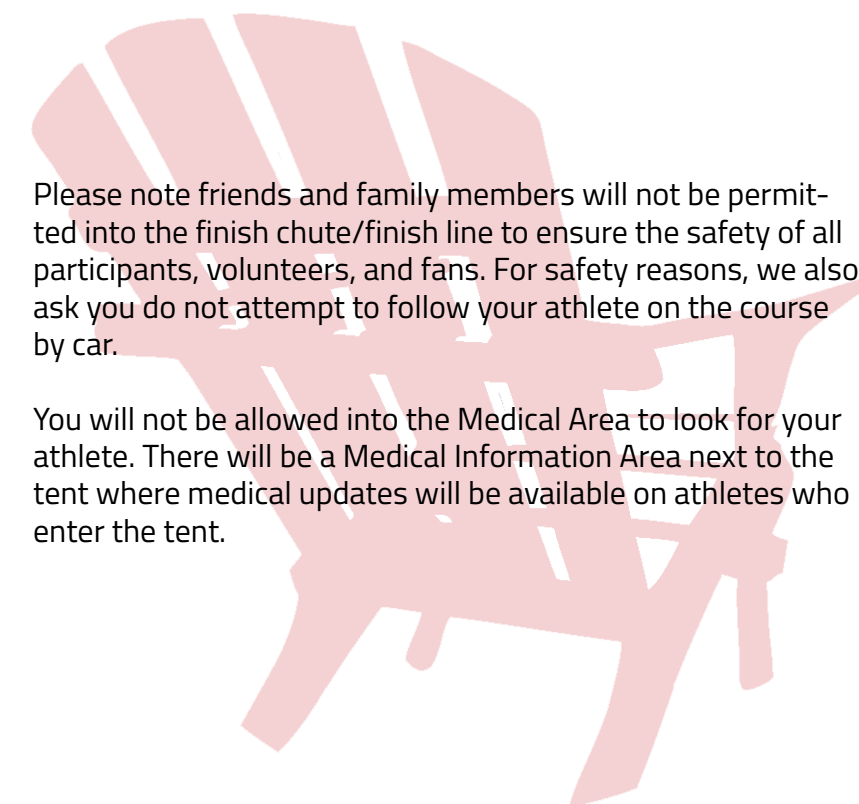 Please note friends and family members will not be permit-
ted into the finish chute/finish line to ensure the safety of all
participants, volunteers, and fans. For safety reasons, we also
ask you do not attempt to follow your athlete on the course
by car.
You will not be allowed into the Medical Area to look for your
athlete. There will be a Medical Information Area next to the
tent where medical updates will be available on athletes who
enter the tent.